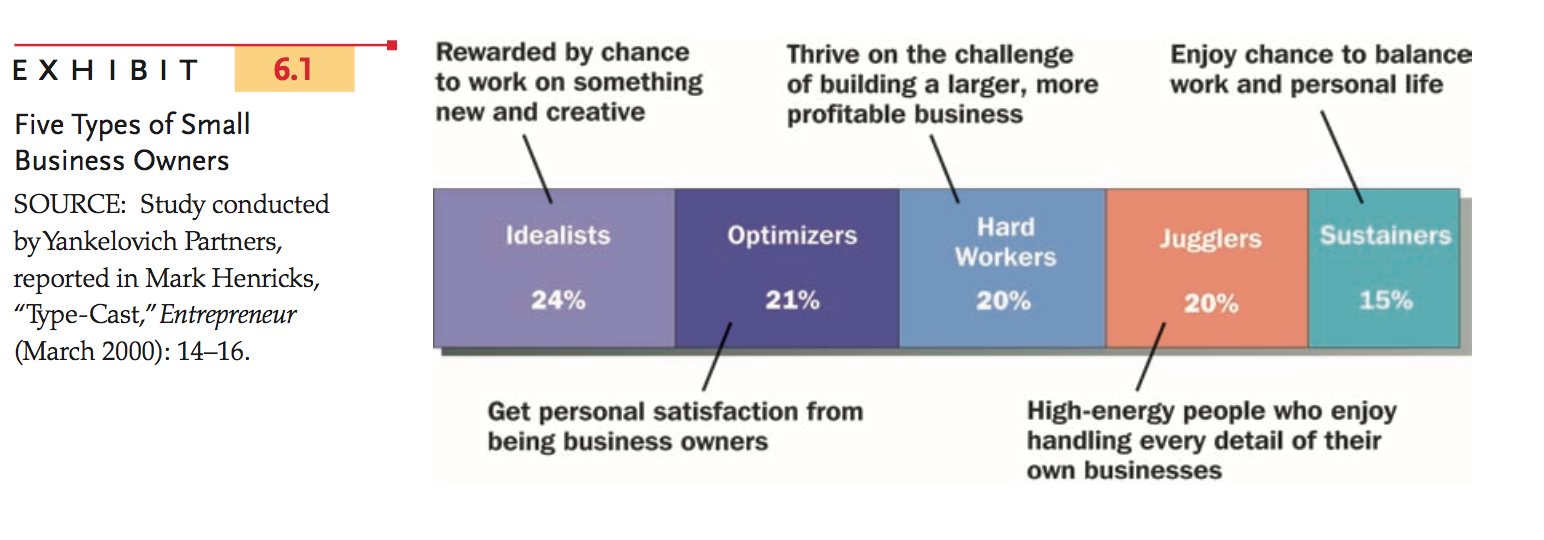 EXHIBIT 6.1
Five Types of Small
Business Owners
SOURCE: Study conducted
by Yankelovich Partners,
reported in Mark Henricks,
“Type-Cast,” Entrepreneur
(March 2000): 14–16.
Rewarded by chance
to work on something
new and creative
Thrive on the challenge
of building a larger, more
profitable business
Enjoy chance to balance
work and personal life
Idealists
24%
Optimizers
21%
Hard
Workers
20%
Jugglers
20%
Sustainers
15%
Get personal satisfaction from
being business owners
High-energy people who enjoy
handling every detail of their
own businesses